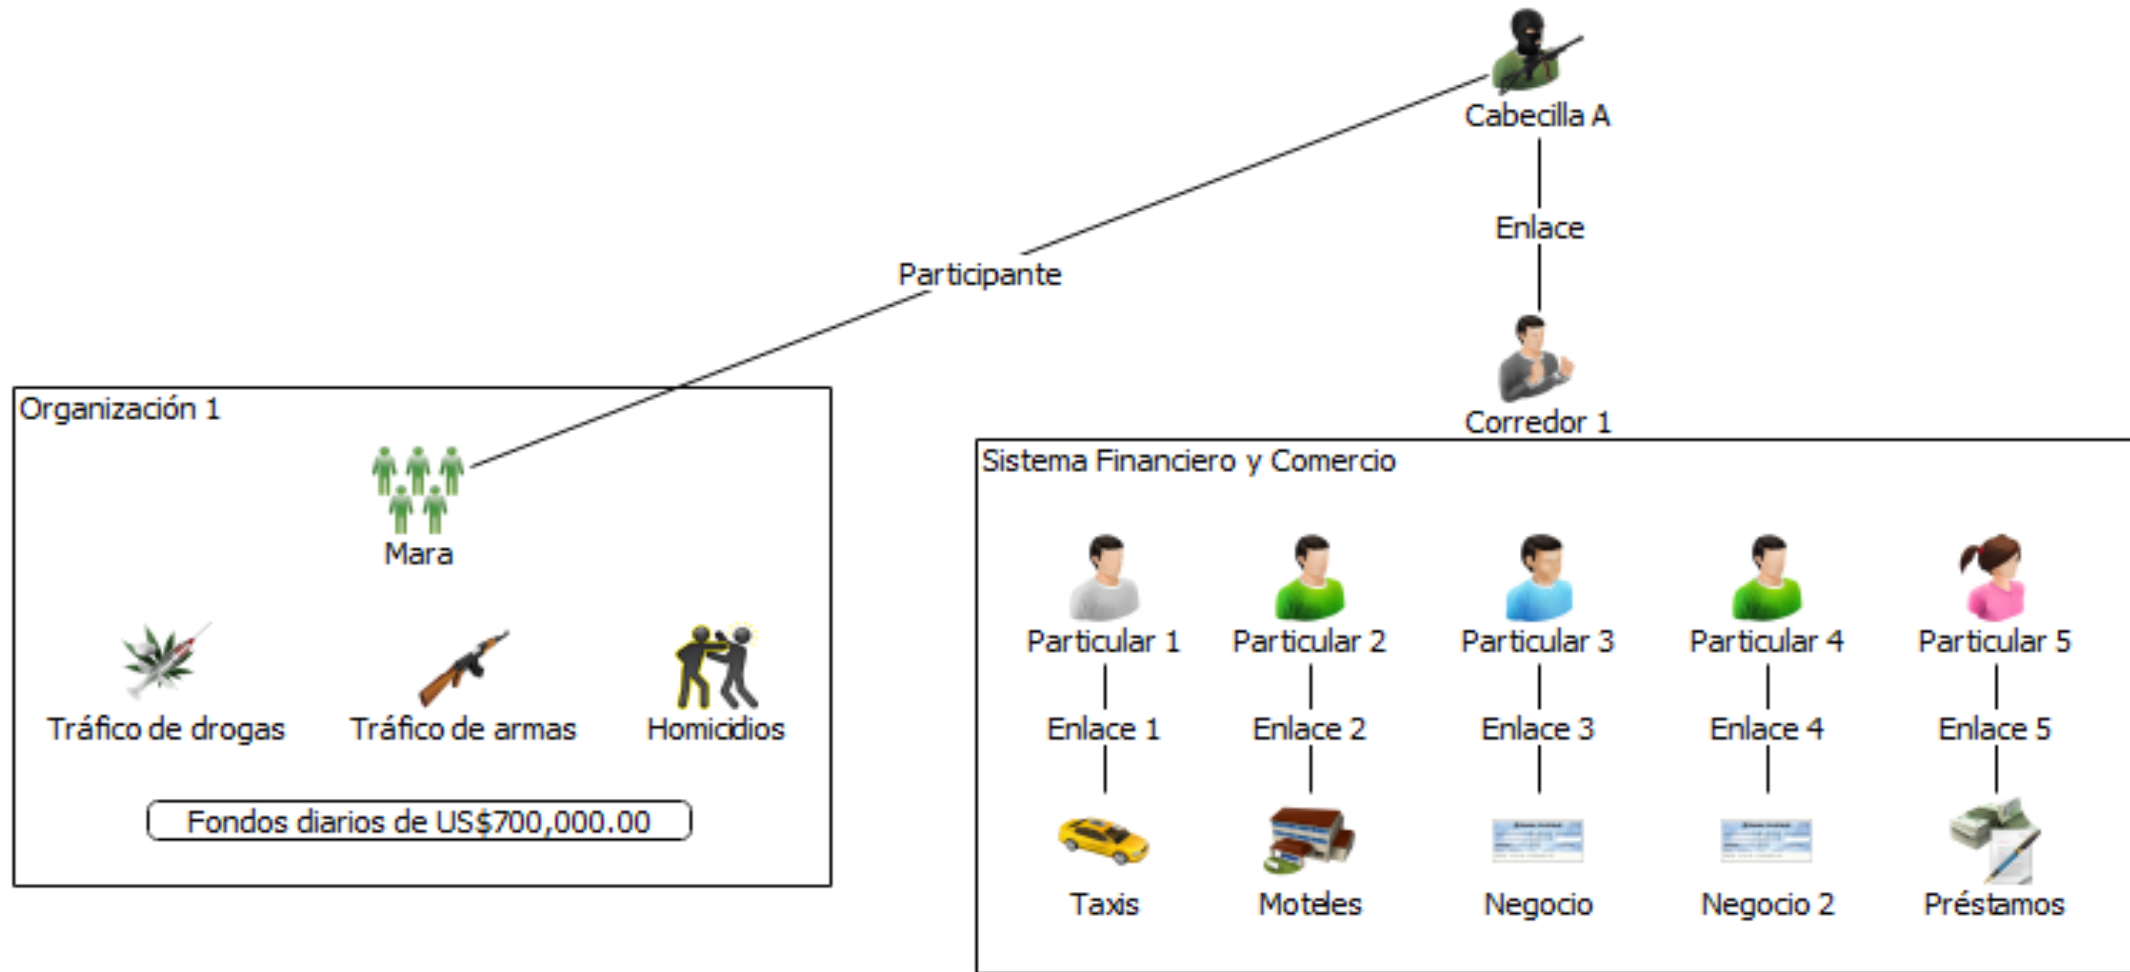 Cabecilla A
Enlace
Participante
Corredor 1
Organización 1
Mara
Tráfico de drogas
Tráfico de armas
Homicidios
Fondos diarios de US$700,000.00
Sistema Financiero y Comercio
Particular 1
Particular 2
Particular 3
Particular 4
Particular 5
Enlace 1
Enlace 2
Enlace 3
Enlace 4
Enlace 5
Taxis
Moteles
Negocio
Negocio 2
Préstamos